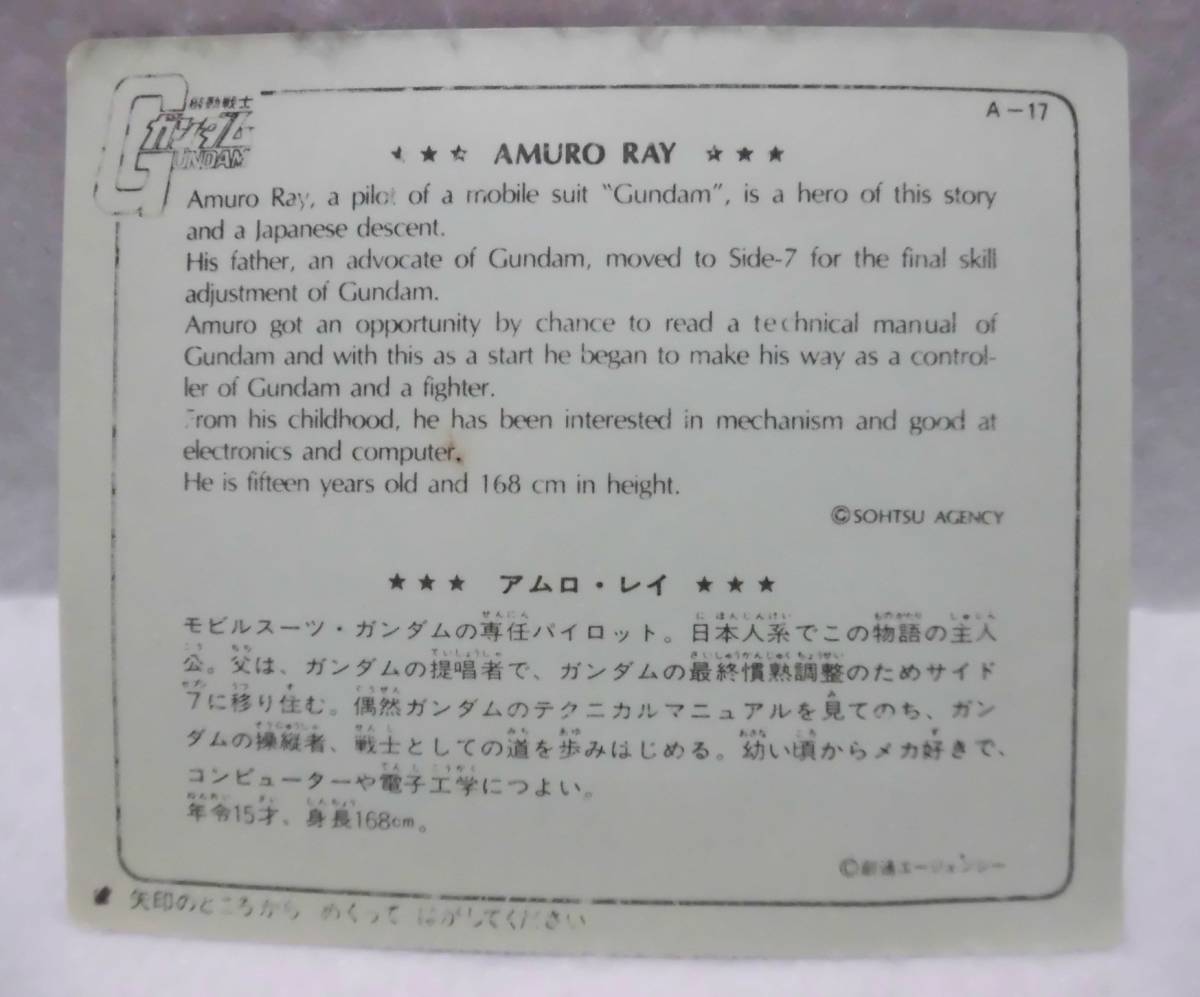 機動戦士
ガンダム
GUNDAM
A-17
★★★ AMURO RAY ★★★
Amuro Ray, a pilot of a mobile suit "Gundam", is a hero of this story
and a Japanese descent.
His father, an advocate of Gundam, moved to Side-7 for the final skill
adjustment of Gundam.
Amuro got an opportunity by chance to read a technical manual of
Gundam and with this as a start he began to make his way as a control-
ler of Gundam and a fighter.
From his childhood, he has been interested in mechanism and good at
electronics and computer.
He is fifteen years old and 168 cm in height.
©SOHTSU AGENCY
★★★ アムロ・レイ ★★★
モビルスーツ・ガンダムの専任パイロット。日本人系でこの物語の主人
公。父は、ガンダムの提唱者で、ガンダムの最終慣熟調整のためサイド
7に移り住む。偶然ガンダムのテクニカルマニュアルを見てのち、ガン
ダムの操縦者、戦士としての道を歩みはじめる。幼い頃からメカ好きで、
コンピューターや電子工学につよい。
年令15才、身長168cm。
©創通エージェンシー
矢印のところから めくって はがしてください